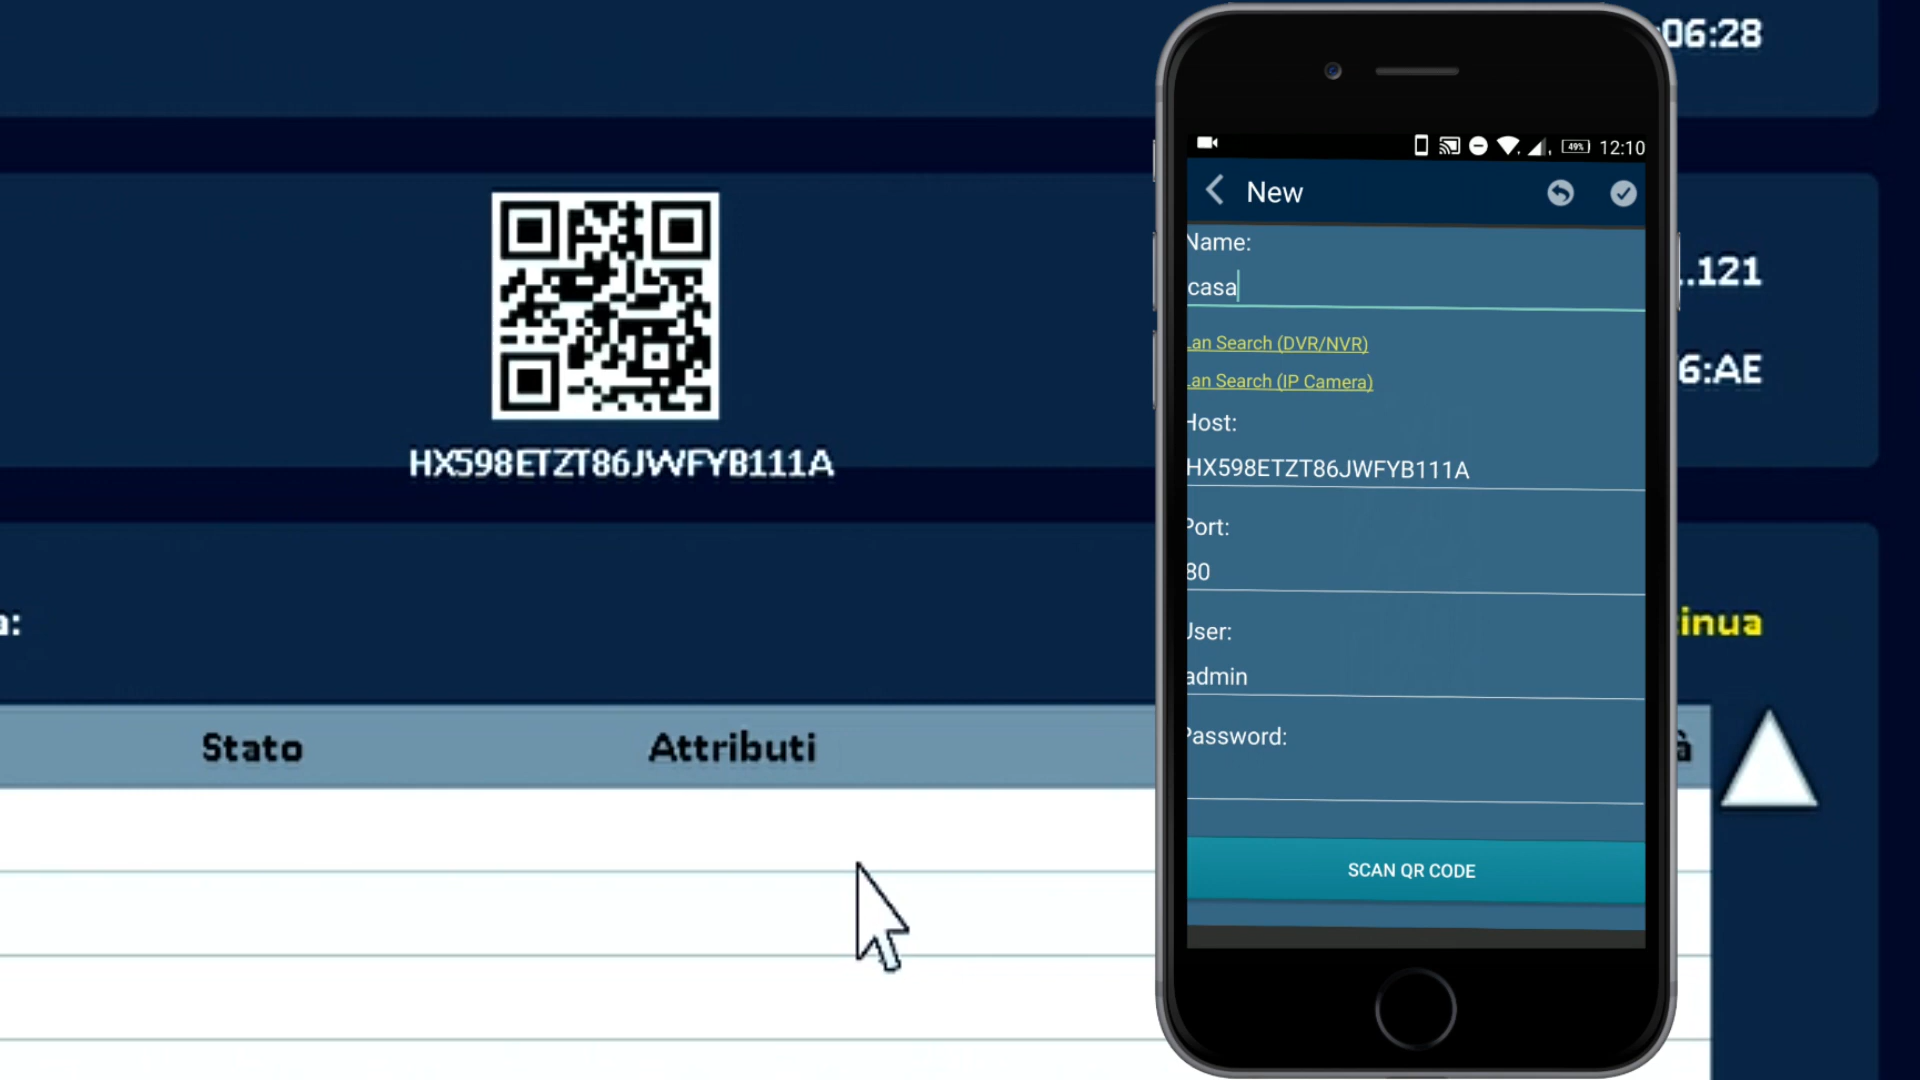 :06:28
.121
6:AE
HX598ETZT86JWFYB111A
a:
inua
Stato
Attributi
à
49%
12:10
New
Name:
casa
Lan Search (DVR/NVR)
Lan Search (IP Camera)
Host:
HX598ETZT86JWFYB111A
Port:
80
User:
admin
Password:
SCAN QR CODE